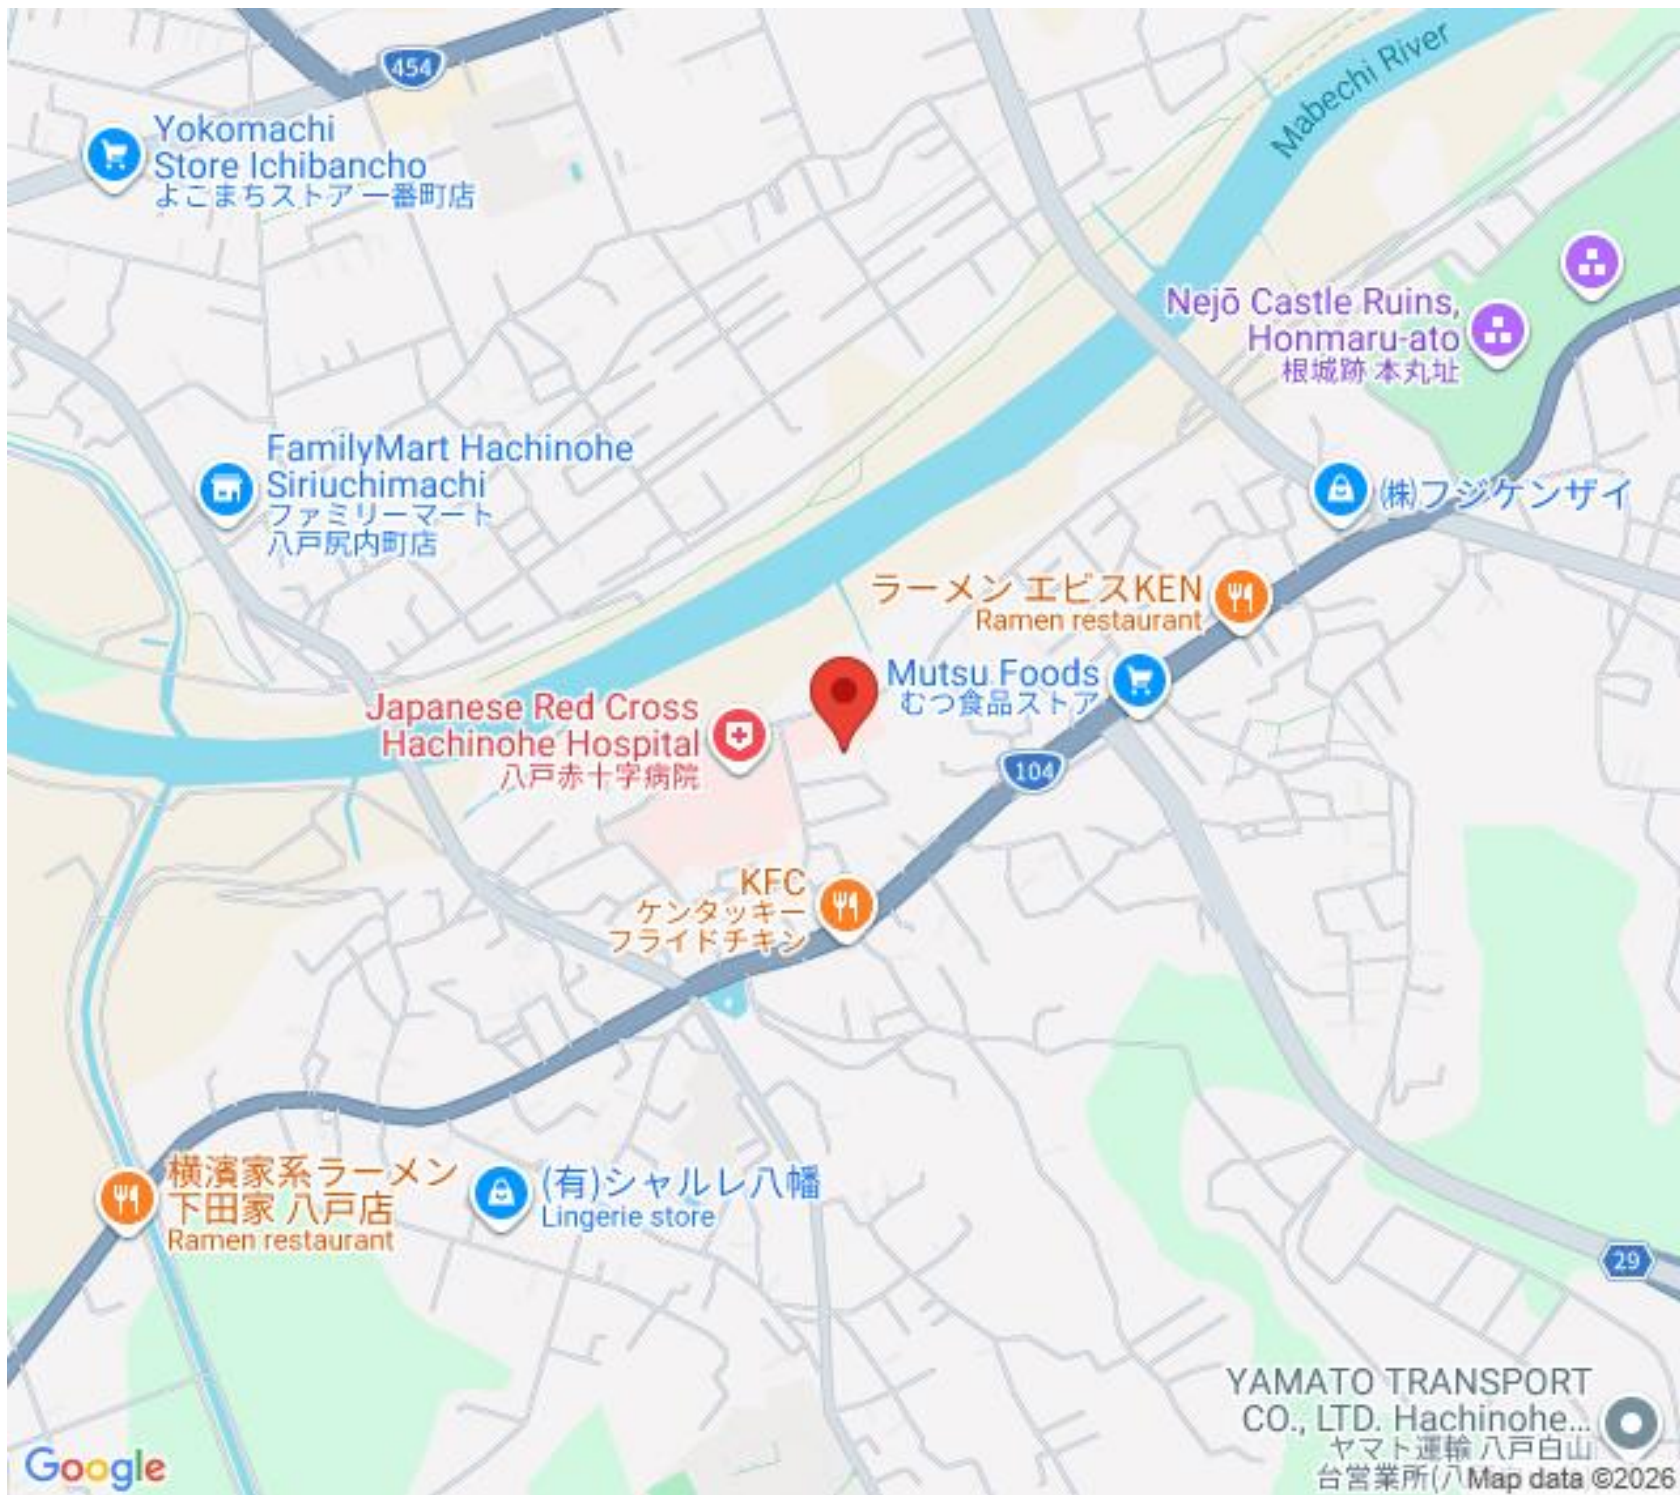 454
Mabechi River
Yokomachi
Store Ichibancho
よこまちストア 一番町店
Nejō Castle Ruins,
Honmaru-ato
根城跡 本丸址
FamilyMart Hachinohe
Siriuchimachi
ファミリーマート
八戸尻内町店
㈱フジケンザイ
ラーメン エビスKEN
Ramen restaurant
Mutsu Foods
むつ食品ストア
Japanese Red Cross
Hachinohe Hospital
八戸赤十字病院
104
KFC
ケンタッキー
フライドチキン
横濱家系ラーメン
下田家 八戸店
Ramen restaurant
(有)シャルレ八幡
Lingerie store
29
YAMATO TRANSPORT
CO., LTD. Hachinohe...
ヤマト運輸 八戸白山
台営業所(八
Google
Map data ©2026